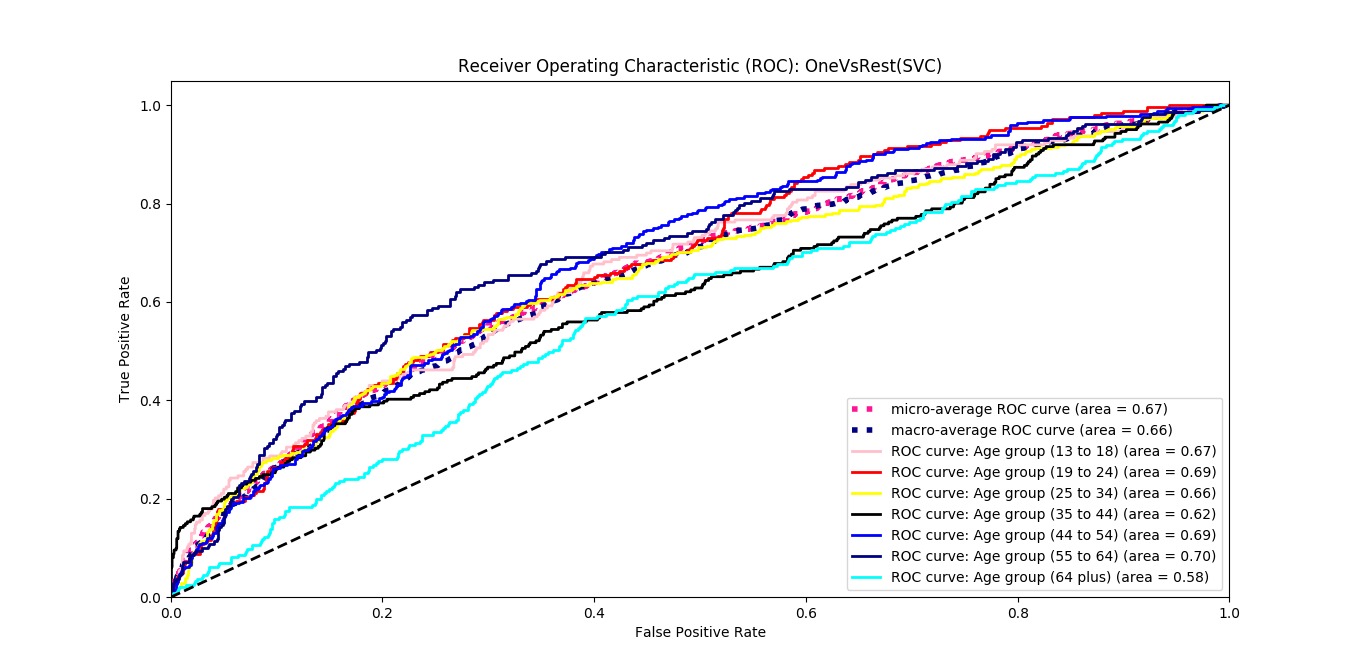 Receiver Operating Characteristic (ROC): OneVsRest(SVC)
1.0
0.8
0.6
0.4
0.2
0.0
True Positive Rate
micro-average ROC curve (area = 0.67)
macro-average ROC curve (area = 0.66)
ROC curve: Age group (13 to 18) (area = 0.67)
ROC curve: Age group (19 to 24) (area = 0.69)
ROC curve: Age group (25 to 34) (area = 0.66)
ROC curve: Age group (35 to 44) (area = 0.62)
ROC curve: Age group (44 to 54) (area = 0.69)
ROC curve: Age group (55 to 64) (area = 0.70)
ROC curve: Age group (64 plus) (area = 0.58)
0.0 0.2 0.4 0.6 0.8 1.0
False Positive Rate